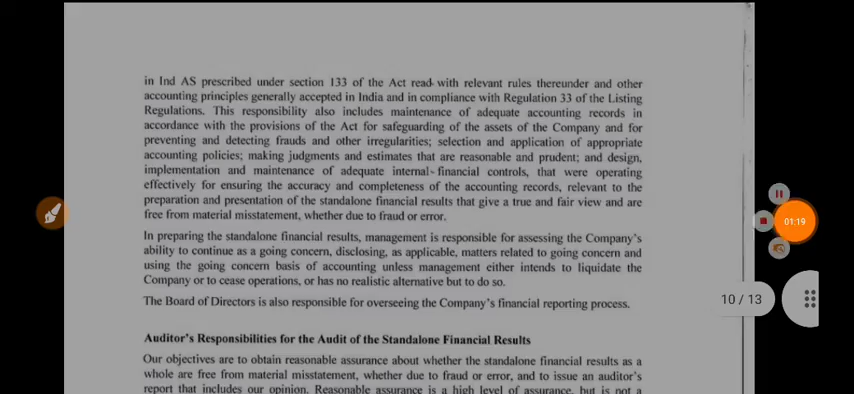 in Ind AS prescribed under section 133 of the Act read with relevant rules thereunder and other
accounting principles generally accepted in India and in compliance with Regulation 33 of the Listing
Regulations. This responsibility also includes maintenance of adequate accounting records in
accordance with the provisions of the Act for safeguarding of the assets of the Company and for
preventing and detecting frauds and other irregularities; selection and application of appropriate
accounting policies; making judgments and estimates that are reasonable and prudent; and design,
implementation and maintenance of adequate internal financial controls, that were operating
effectively for ensuring the accuracy and completeness of the accounting records, relevant to the
preparation and presentation of the standalone financial results that give a true and fair view and are
free from material misstatement, whether due to fraud or error.
In preparing the standalone financial results, management is responsible for assessing the Company's
ability to continue as a going concern, disclosing, as applicable, matters related to going concern and
using the going concern basis of accounting unless management either intends to liquidate the
Company or to cease operations, or has no realistic alternative but to do so.
The Board of Directors is also responsible for overseeing the Company's financial reporting process.
Auditor's Responsibilities for the Audit of the Standalone Financial Results
Our objectives are to obtain reasonable assurance about whether the standalone financial results as a
whole are free from material misstatement, whether due to fraud or error, and to issue an auditor's
report that includes our opinion. Reasonable assurance is a high level of assurance, but is not a
01:19
10 / 13